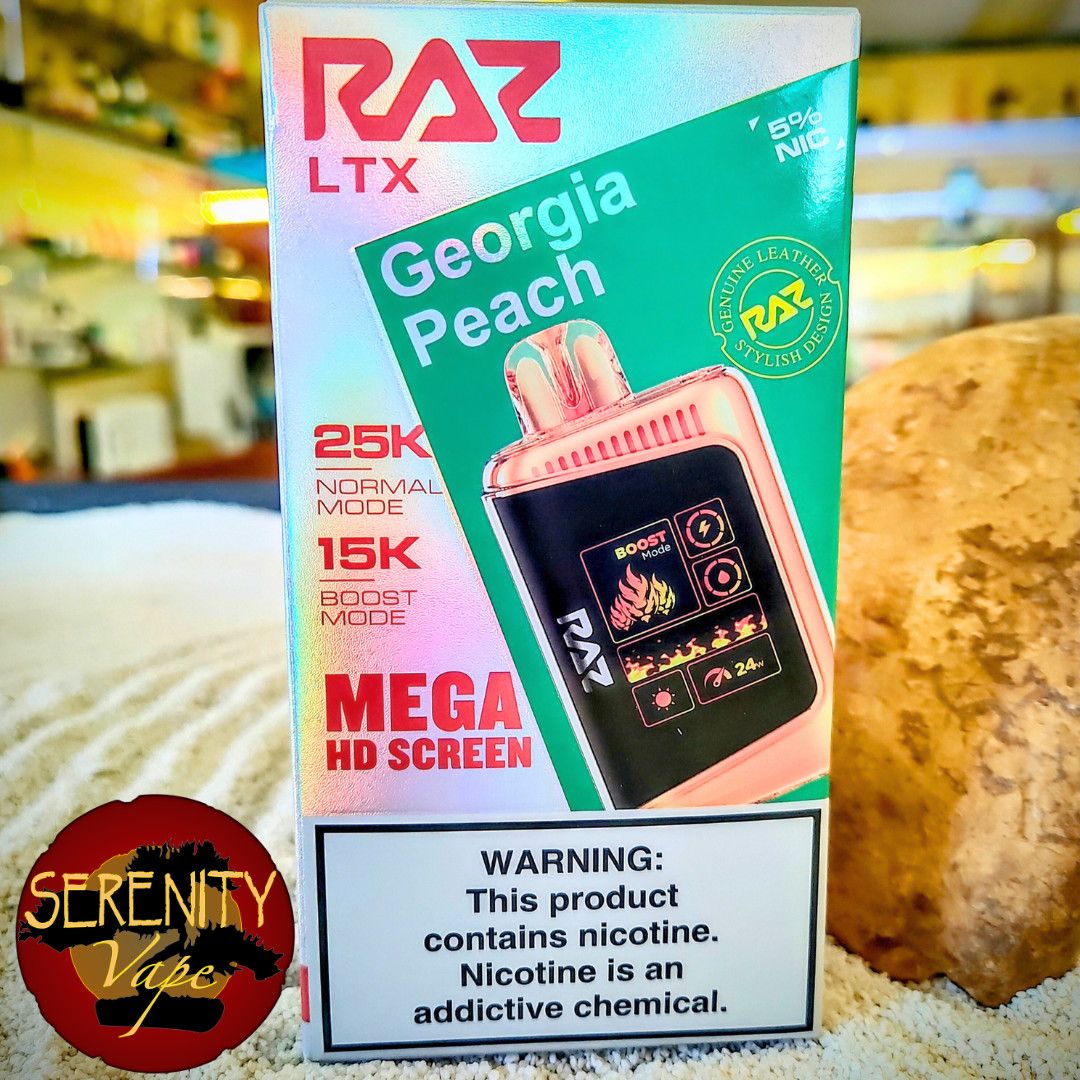 RAZ
LTX
5%
NIC
Georgia
Peach
GENUINE LEATHER
RAZ
STYLISH DESIGN
25K
NORMAL
MODE
15K
BOOST
MODE
BOOST
Mode
RAZ
24W
MEGA
HD SCREEN
SERENITY
Vape
WARNING:
This product
contains nicotine.
Nicotine is an
addictive chemical.